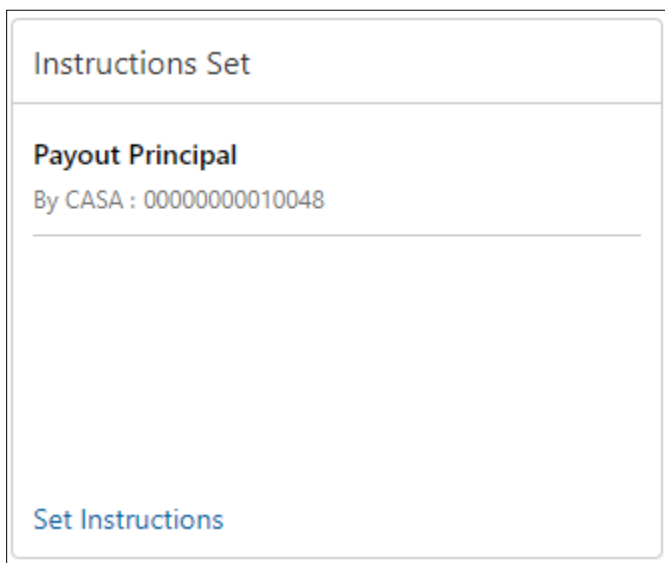 Instructions Set
Payout Principal
By CASA : 00000000010048
Set Instructions